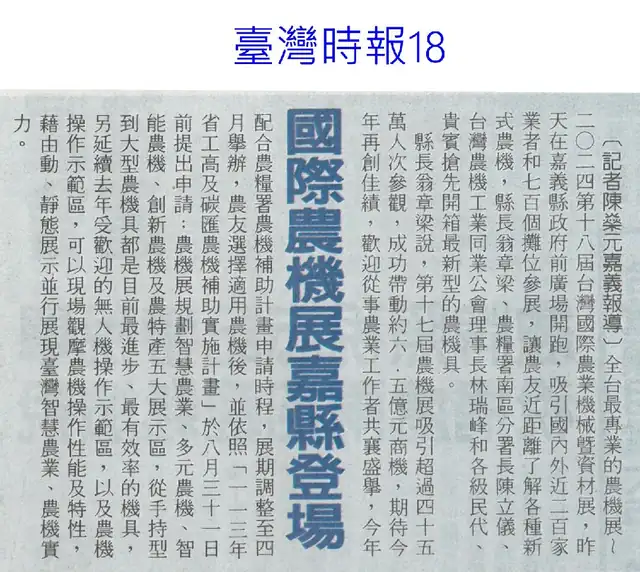 臺灣時報18
國際農機展嘉縣登場
〔記者陳燊元嘉義報導〕全台最專業的農機展~
二〇二四第十八屆台灣國際農業機械暨資材展,昨
天在嘉義縣政府前廣場開跑,吸引國內外近二百家
業者和七百個攤位參展,讓農友近距離了解各種新
式農機,縣長翁章梁、農糧署南區分署長陳立儀、
台灣農機工業同業公會理事長林瑞峰和各級民代、
貴賓搶先開箱最新型的農機具。
縣長翁章梁說,第十七屆農機展吸引超過四十五
萬人次參觀,成功帶動約六.五億元商機,期待今
年再創佳績,歡迎從事農業工作者共襄盛舉,今年
配合農糧署農機補助計畫申請時程,展期調整至四
月舉辦,農友選擇適用農機後,並依照「一一三年
省工高及碳匯農機補助實施計畫」於八月三十一日
前提出申請;農機展規劃智慧農業、多元農機、智
能農機、創新農機及農特產五大展示區,從手持型
到大型農機具都是目前最進步、最有效率的機具,
另延續去年受歡迎的無人機操作示範區,以及農機
操作示範區,可以現場觀摩農機操作性能及特性,
藉由動、靜態展示並行展現臺灣智慧農業、農機實
力。